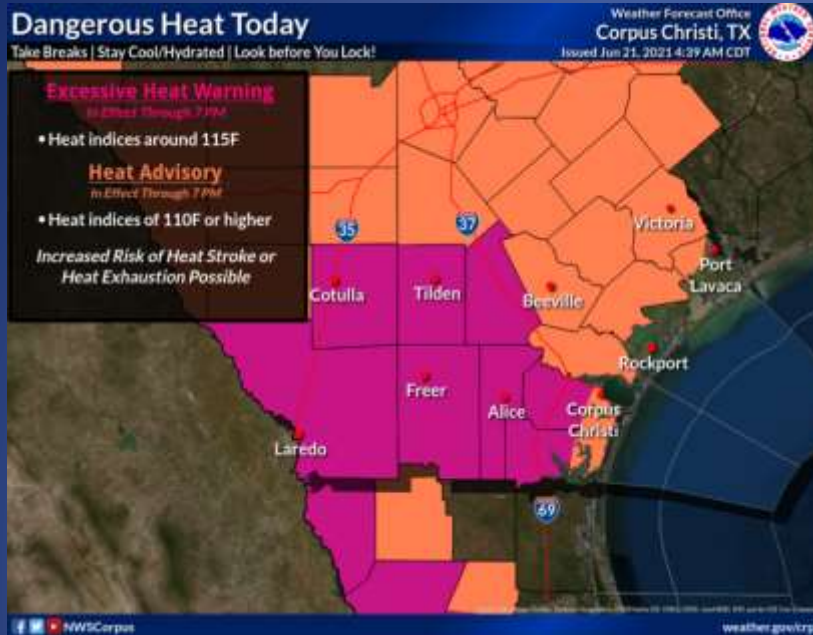 Dangerous Heat Today
Take Breaks | Stay Cool/Hydrated | Look before You Lock!
Weather Forecast Office
Corpus Christi, TX
Issued Jun 21, 2021 4:39 AM CDT
Excessive Heat Warning
In Effect Through 7 PM
• Heat indices around 115F
Heat Advisory
In Effect Through 7 PM
• Heat indices of 110F or higher
Increased Risk of Heat Stroke or
Heat Exhaustion Possible
35
37
Victoria
Port
Lavaca
Cotulla
Tilden
Beeville
Rockport
Freer
Alice
Corpus
Christi
Laredo
69
NWSCorpus
weather.gov/crp